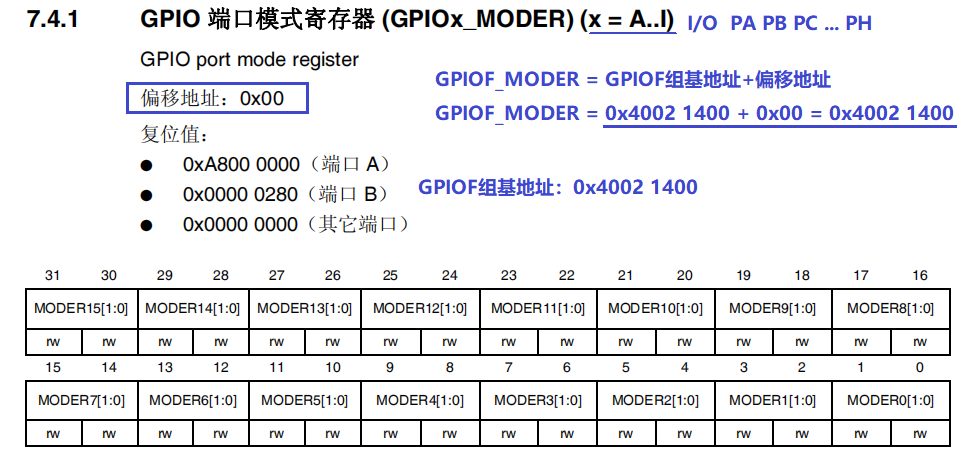 7.4.1 GPIO 端口模式寄存器 (GPIOx_MODER) (x = A..I) I/O PA PB PC ... PH
GPIO port mode register
GPIOF_MODER = GPIOF组基地址+偏移地址
偏移地址：0x00
GPIOF_MODER = 0x4002 1400 + 0x00 = 0x4002 1400
复位值：
● 0xA800 0000（端口 A）
● 0x0000 0280（端口 B）
GPIOF组基地址：0x4002 1400
● 0x0000 0000（其它端口）
31 30 29 28 27 26 25 24 23 22 21 20 19 18 17 16
MODER15[1:0] MODER14[1:0] MODER13[1:0] MODER12[1:0] MODER11[1:0] MODER10[1:0] MODER9[1:0] MODER8[1:0]
rw rw rw rw rw rw rw rw rw rw rw rw rw rw rw rw
15 14 13 12 11 10 9 8 7 6 5 4 3 2 1 0
MODER7[1:0] MODER6[1:0] MODER5[1:0] MODER4[1:0] MODER3[1:0] MODER2[1:0] MODER1[1:0] MODER0[1:0]
rw rw rw rw rw rw rw rw rw rw rw rw rw rw rw rw